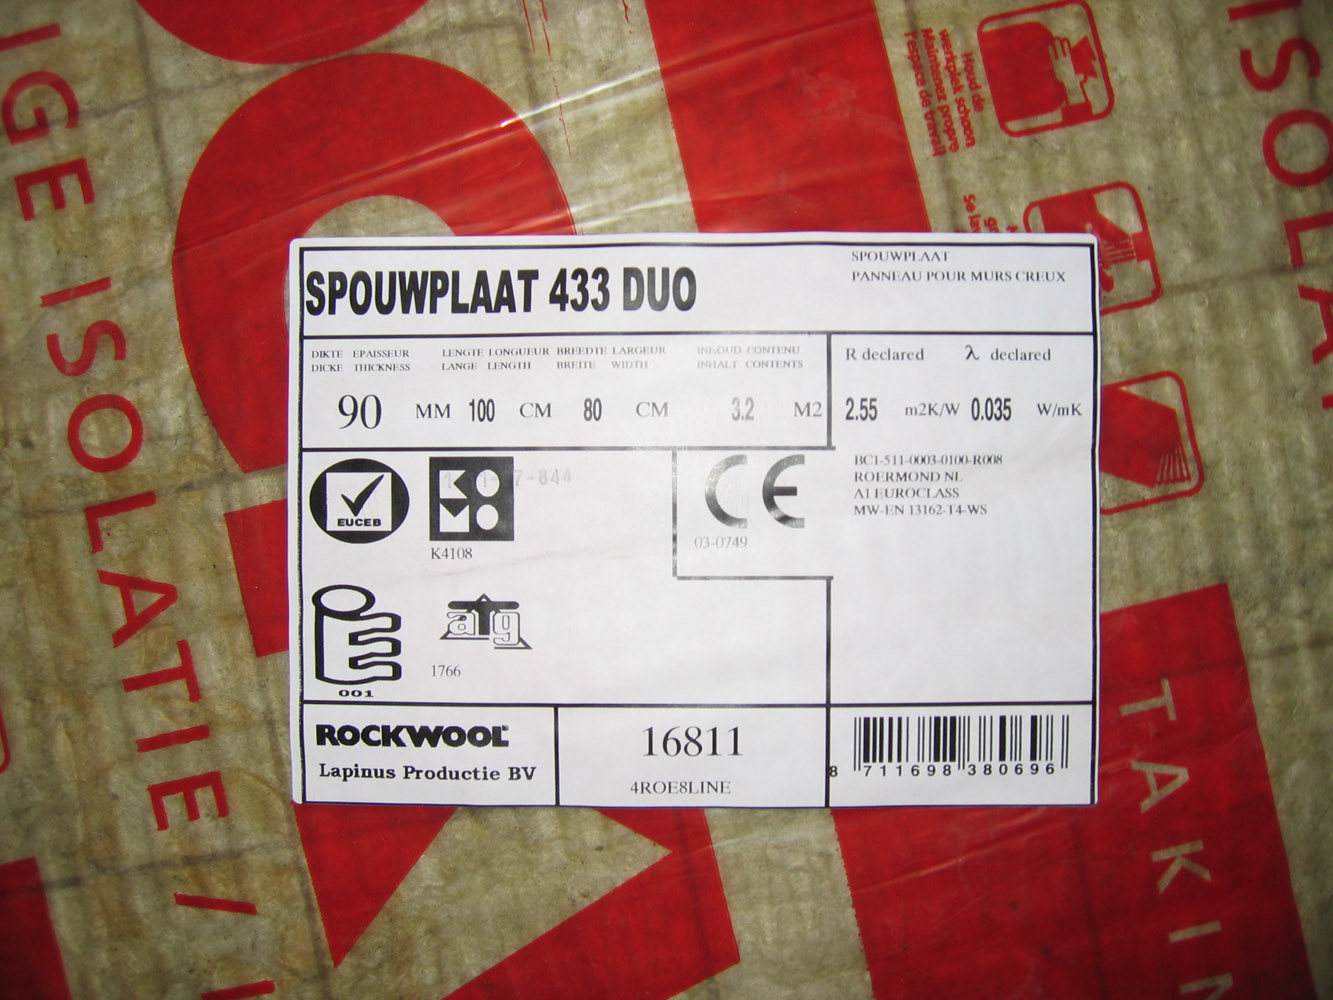 SPOUWPLAAT 433 DUO
SPOUWPLAAT
PANNEAU POUR MURS CREUX
DIKTE EPAISSEUR
DICKE THICKNESS
LENGTE LONGUEUR
LANGE LENGTH
BREEDTE LARGEUR
BREITE WIDTH
INHOUD CONTENU
INHALT CONTENTS
R declared λ declared
90 MM 100 CM 80 CM 3.2 M2
2.55 m2K/W 0.035 W/mK
BC1-511-0003-0100-R008
ROERMOND NL
A1 EUROCLASS
MW-EN 13162-T4-WS
EUCEB
KOMO
K4108
CE
03-0749
001
aTg
1766
ROCKWOOL
Lapinus Productie BV
16811
4ROE8LINE
8 711698 380696
IGE ISOLATIE /
Houd de
werkplek schoon
Maintenez propre
l'espace de travail
ISOLAT
TAKIN